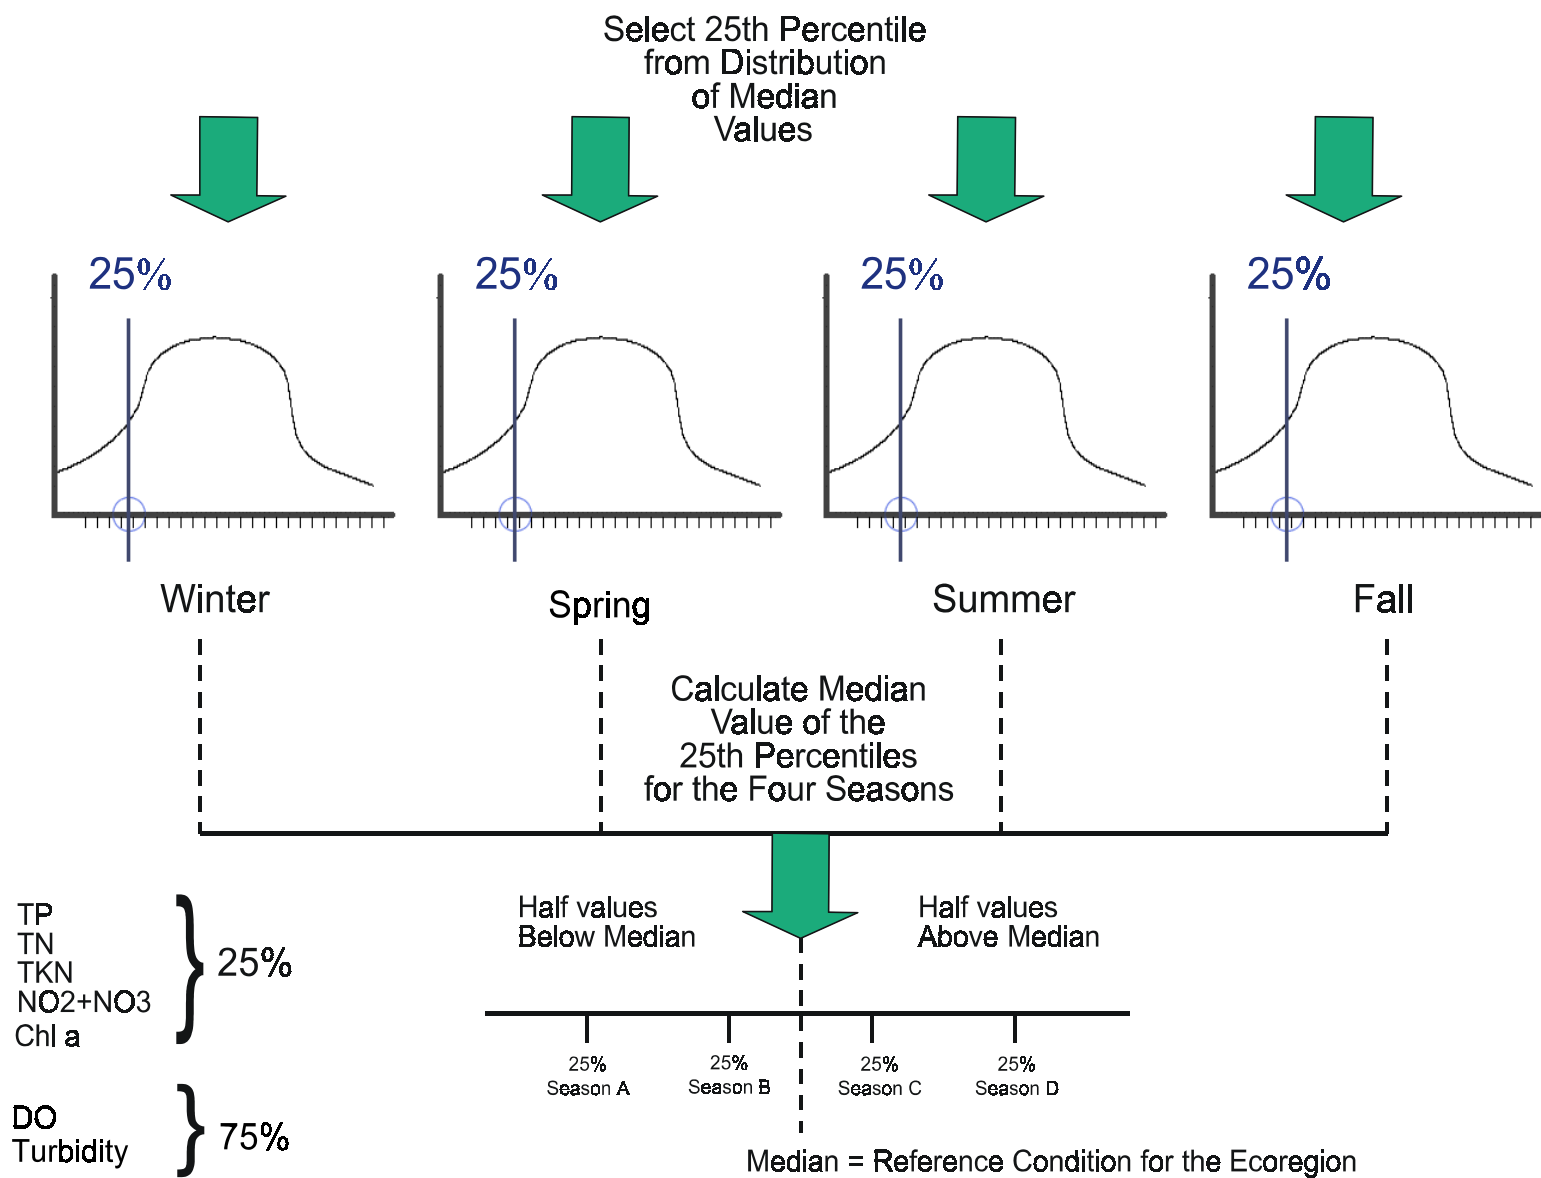 Select 25th Percentile
from Distribution
of Median
Values
25%
25%
25%
25%
Winter
Spring
Summer
Fall
Calculate Median
Value of the
25th Percentiles
for the Four Seasons
Half values
Below Median
Half values
Above Median
TP
TN
TKN
NO2+NO3
Chl a
25%
25%
Season A
25%
Season B
25%
Season C
25%
Season D
DO
Turbidity
75%
Median = Reference Condition for the Ecoregion